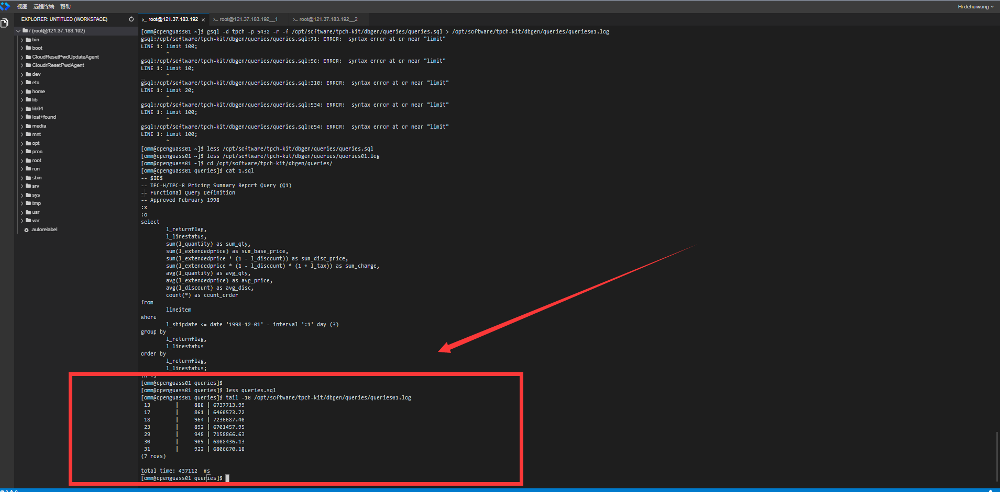 视图 远程终端 帮助
Hi dehuiwang
EXPLORER: UNTITLED (WORKSPACE)
/ (root@121.37.183.192)
bin
boot
CloudResetPwdUpdateAgent
CloudrResetPwdAgent
dev
etc
home
lib
lib64
lost+found
media
mnt
opt
proc
root
run
sbin
srv
sys
tmp
usr
var
.autorelabel
>_ root@121.37.183.192 ×
>_ root@121.37.183.192__1
>_ root@121.37.183.192__2
[omm@openguass01 ~]$ gsql -d tpch -p 5432 -r -f /opt/software/tpch-kit/dbgen/queries/queries.sql > /opt/software/tpch-kit/dbgen/queries/queries01.log
gsql:/opt/software/tpch-kit/dbgen/queries/queries.sql:71: ERROR:  syntax error at or near "limit"
LINE 1: limit 100;
^
gsql:/opt/software/tpch-kit/dbgen/queries/queries.sql:96: ERROR:  syntax error at or near "limit"
LINE 1: limit 10;
^
gsql:/opt/software/tpch-kit/dbgen/queries/queries.sql:310: ERROR:  syntax error at or near "limit"
LINE 1: limit 20;
^
gsql:/opt/software/tpch-kit/dbgen/queries/queries.sql:534: ERROR:  syntax error at or near "limit"
LINE 1: limit 100;
^
gsql:/opt/software/tpch-kit/dbgen/queries/queries.sql:654: ERROR:  syntax error at or near "limit"
LINE 1: limit 100;
^
[omm@openguass01 ~]$ less /opt/software/tpch-kit/dbgen/queries/queries.sql
[omm@openguass01 ~]$ less /opt/software/tpch-kit/dbgen/queries/queries01.log
[omm@openguass01 ~]$ cd /opt/software/tpch-kit/dbgen/queries/
[omm@openguass01 queries]$ cat 1.sql
-- $ID$
-- TPC-H/TPC-R Pricing Summary Report Query (Q1)
-- Functional Query Definition
-- Approved February 1998
:x
:o
select
l_returnflag,
l_linestatus,
sum(l_quantity) as sum_qty,
sum(l_extendedprice) as sum_base_price,
sum(l_extendedprice * (1 - l_discount)) as sum_disc_price,
sum(l_extendedprice * (1 - l_discount) * (1 + l_tax)) as sum_charge,
avg(l_quantity) as avg_qty,
avg(l_extendedprice) as avg_price,
avg(l_discount) as avg_disc,
count(*) as count_order
from
lineitem
where
l_shipdate <= date '1998-12-01' - interval ':1' day (3)
group by
l_returnflag,
l_linestatus
order by
l_returnflag,
l_linestatus;
[omm@openguass01 queries]$
[omm@openguass01 queries]$ less queries.sql
[omm@openguass01 queries]$ tail -10 /opt/software/tpch-kit/dbgen/queries/queries01.log
13 | 888 | 6737713.99
17 | 861 | 6460573.72
18 | 964 | 7236687.40
23 | 892 | 6701457.95
29 | 948 | 7158866.63
30 | 909 | 6808436.13
31 | 922 | 6806670.18
(7 rows)
total time: 437112  ms
[omm@openguass01 queries]$